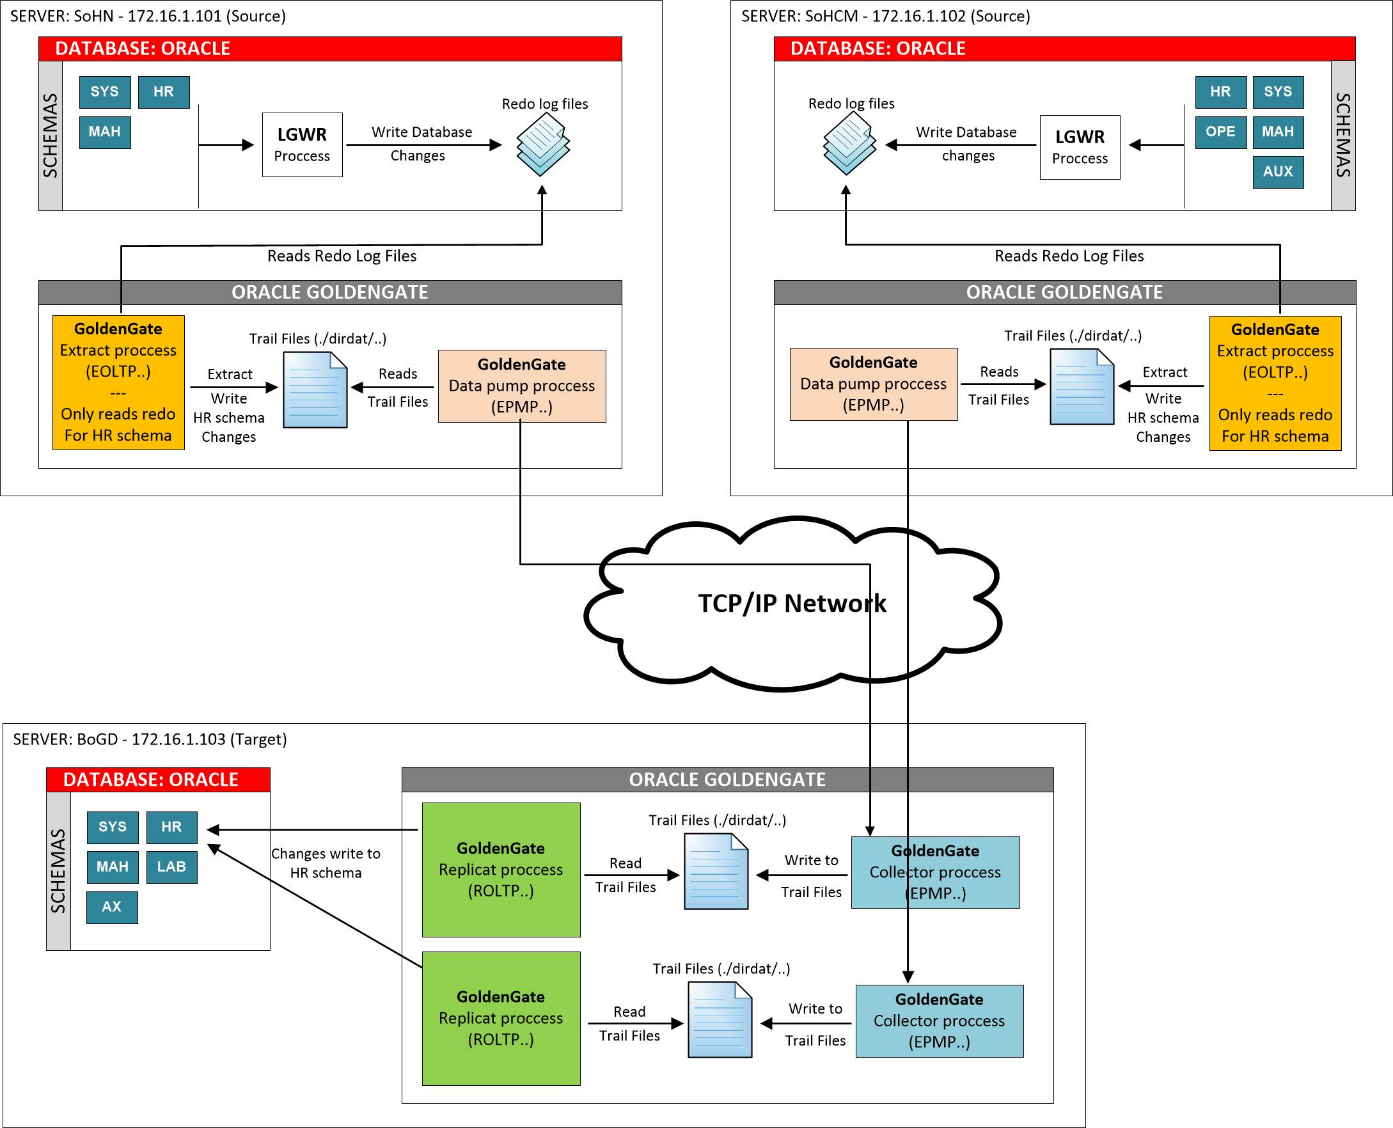 SERVER: SoHN - 172.16.1.101 (Source)
DATABASE: ORACLE
SCHEMAS
SYS
HR
MAH
LGWR
Proccess
Write Database
Changes
Redo log files
Reads Redo Log Files
ORACLE GOLDENGATE
GoldenGate
Extract proccess
(EOLTP..)
---
Only reads redo
For HR schema
Extract
Write
HR schema
Changes
Trail Files (./dirdat/..)
Reads
Trail Files
GoldenGate
Data pump proccess
(EPMP..)
SERVER: SoHCM - 172.16.1.102 (Source)
DATABASE: ORACLE
Redo log files
Write Database
changes
LGWR
Proccess
HR
SYS
OPE
MAH
AUX
SCHEMAS
Reads Redo Log Files
ORACLE GOLDENGATE
GoldenGate
Data pump proccess
(EPMP..)
Reads
Trail Files
Trail Files (./dirdat/..)
Extract
Write
HR schema
Changes
GoldenGate
Extract proccess
(EOLTP..)
---
Only reads redo
For HR schema
TCP/IP Network
SERVER: BoGD - 172.16.1.103 (Target)
DATABASE: ORACLE
SCHEMAS
SYS
HR
MAH
LAB
AX
Changes write to
HR schema
ORACLE GOLDENGATE
GoldenGate
Replicat proccess
(ROLTP..)
Read
Trail Files
Trail Files (./dirdat/..)
Write to
Trail Files
GoldenGate
Collector proccess
(EPMP..)
GoldenGate
Replicat proccess
(ROLTP..)
Read
Trail Files
Trail Files (./dirdat/..)
Write to
Trail Files
GoldenGate
Collector proccess
(EPMP..)